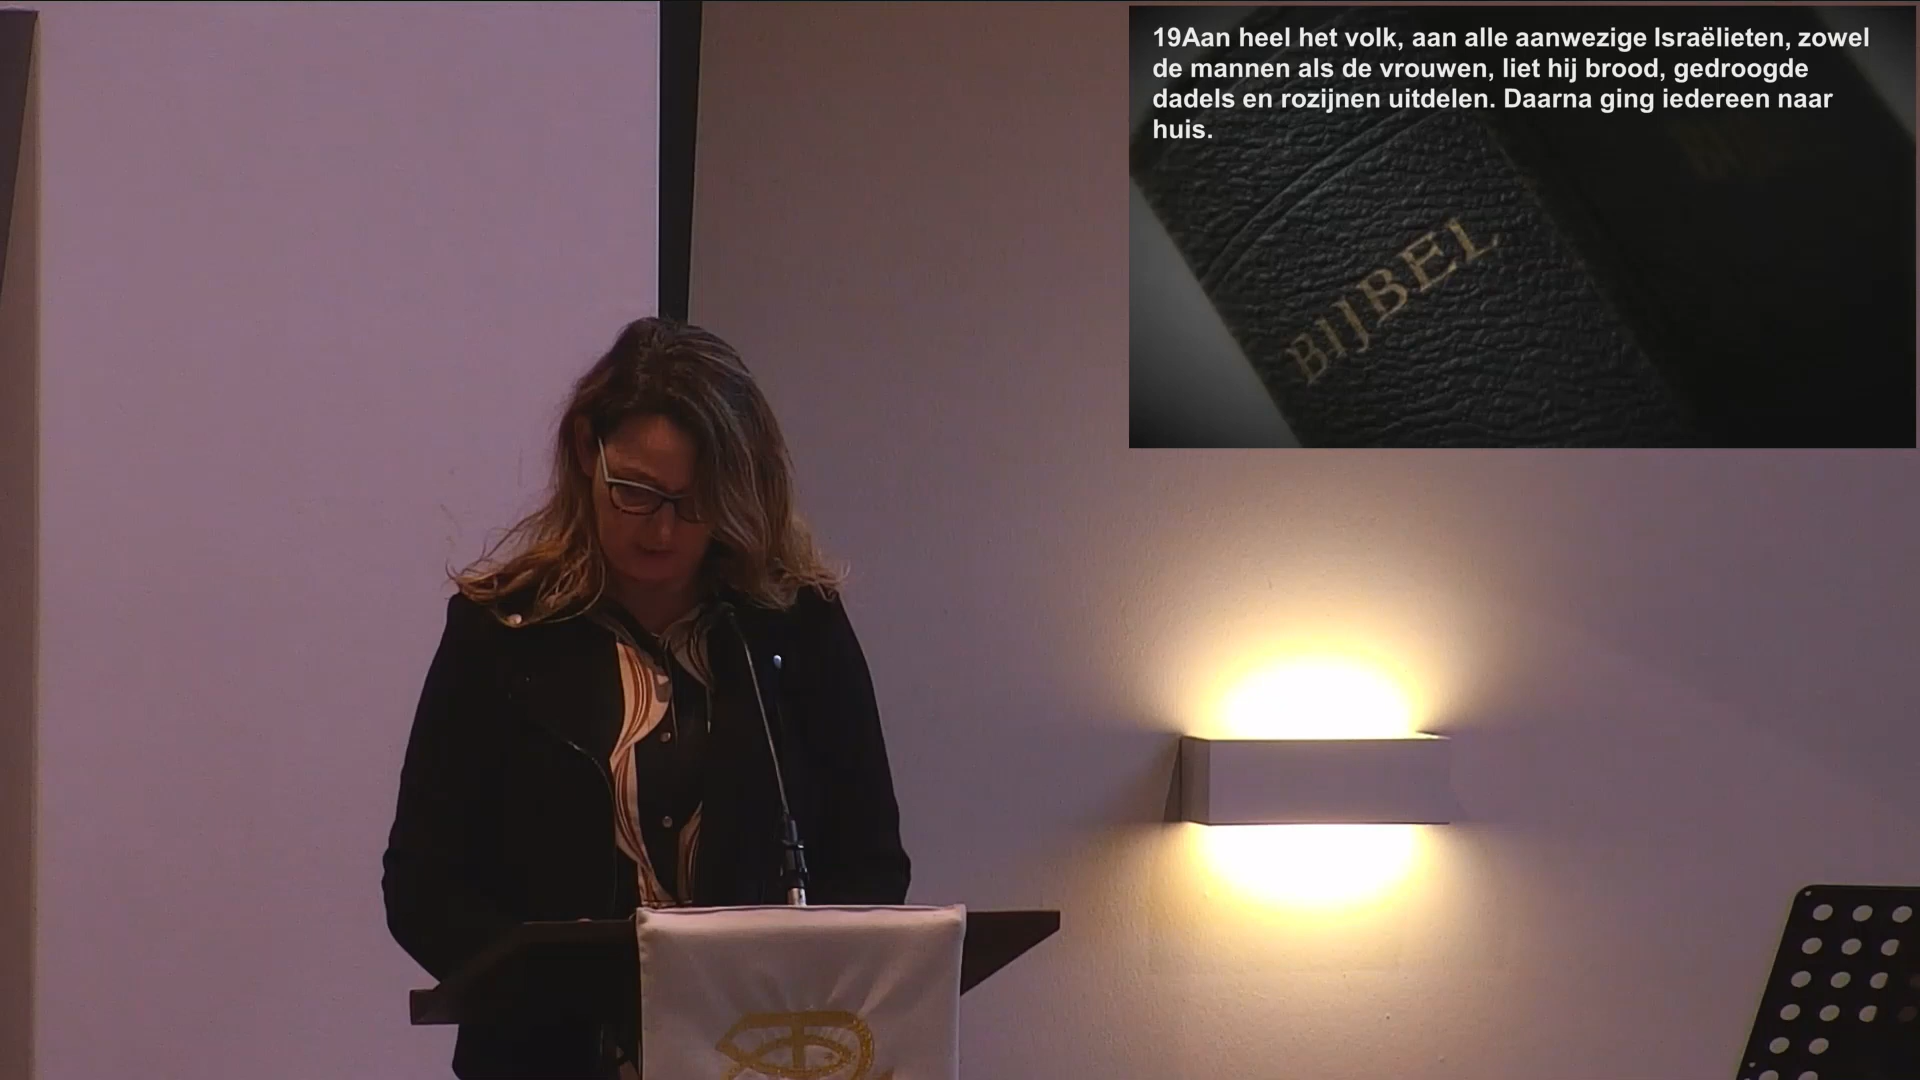 19Aan heel het volk, aan alle aanwezige Israëlieten, zowel
de mannen als de vrouwen, liet hij brood, gedroogde
dadels en rozijnen uitdelen. Daarna ging iedereen naar
huis.
BIJBEL